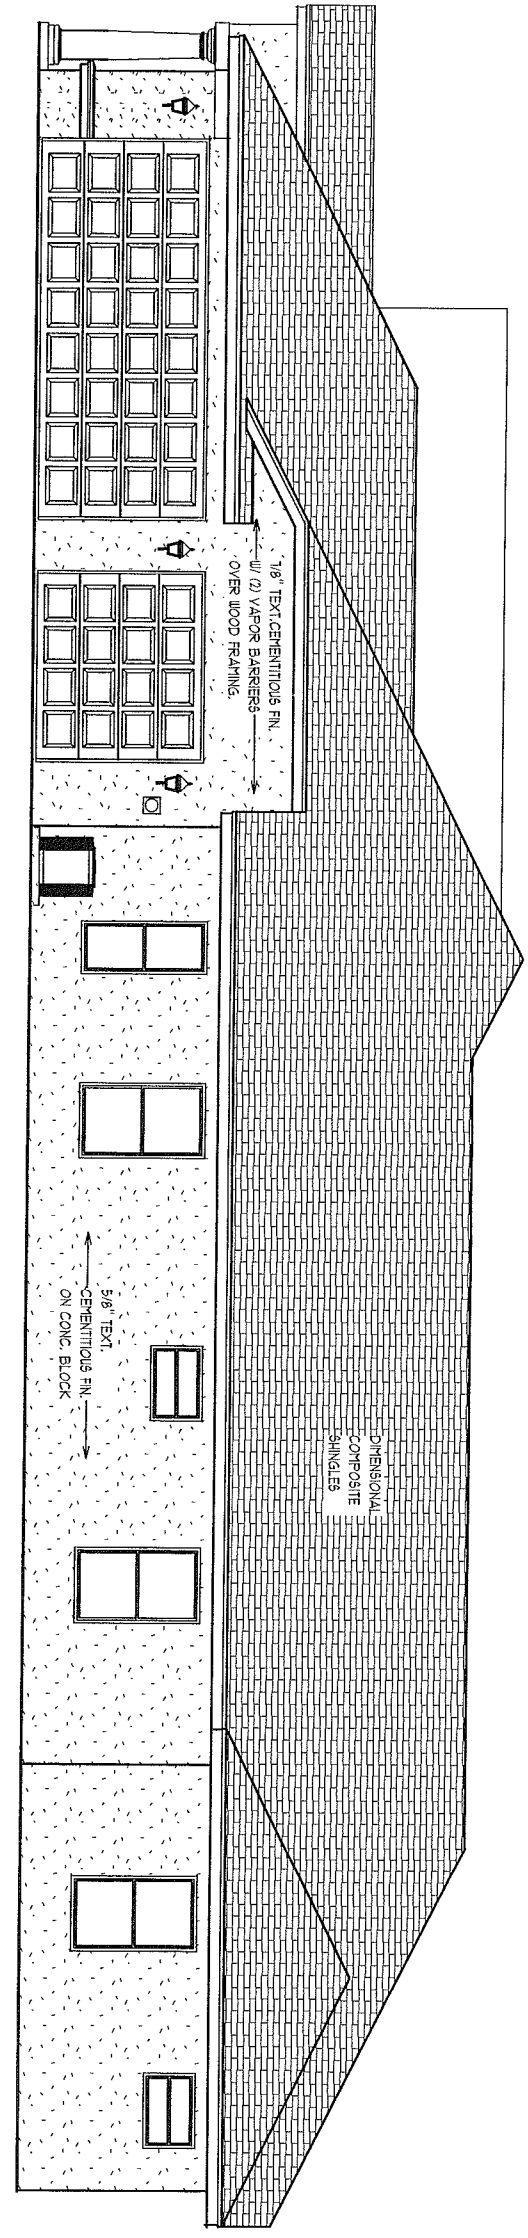 7/8" TEXT.CEMENTITIOUS FIN.
W/ (2) VAPOR BARRIERS
OVER WOOD FRAMING.
5/8" TEXT.
CEMENTITIOUS FIN.
ON CONC. BLOCK
DIMENSIONAL
COMPOSITE
SHINGLES